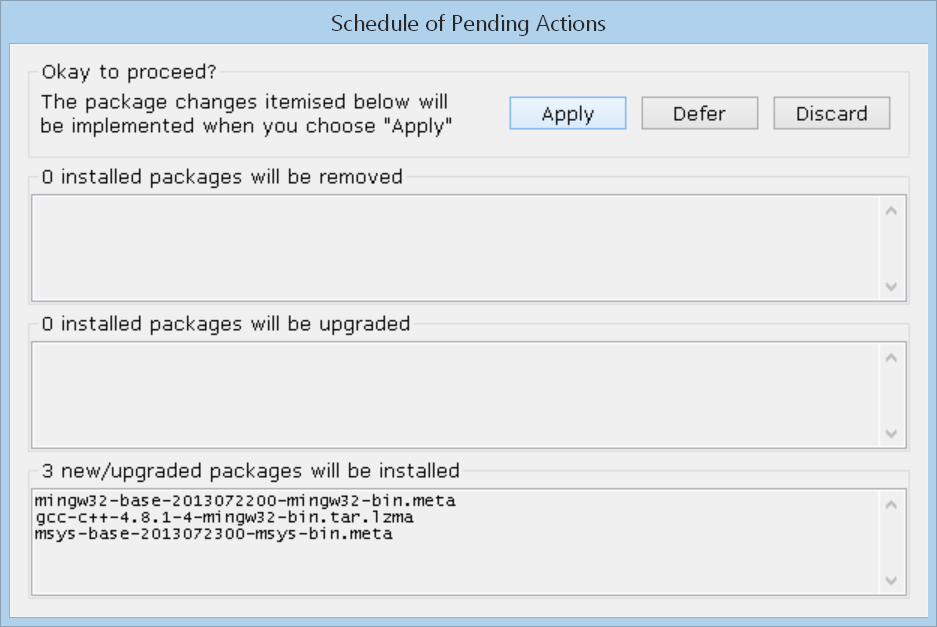 Schedule of Pending Actions
Okay to proceed?
The package changes itemised below will
be implemented when you choose "Apply"
Apply
Defer
Discard
0 installed packages will be removed
0 installed packages will be upgraded
3 new/upgraded packages will be installed
mingw32-base-2013072200-mingw32-bin.meta
gcc-c++-4.8.1-4-mingw32-bin.tar.lzma
msys-base-2013072300-msys-bin.meta